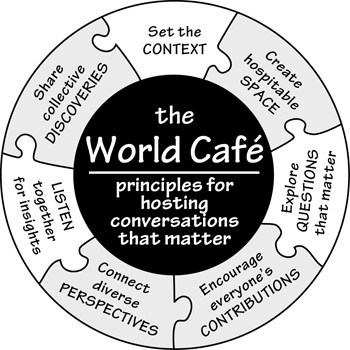 the
World Café
principles for
hosting
conversations
that matter
Set the
CONTEXT
Create
hospitable
SPACE
Explore
QUESTIONS
that matter
Encourage
everyone's
CONTRIBUTIONS
Connect
diverse
PERSPECTIVES
LISTEN
together
for insights
Share
collective
DISCOVERIES